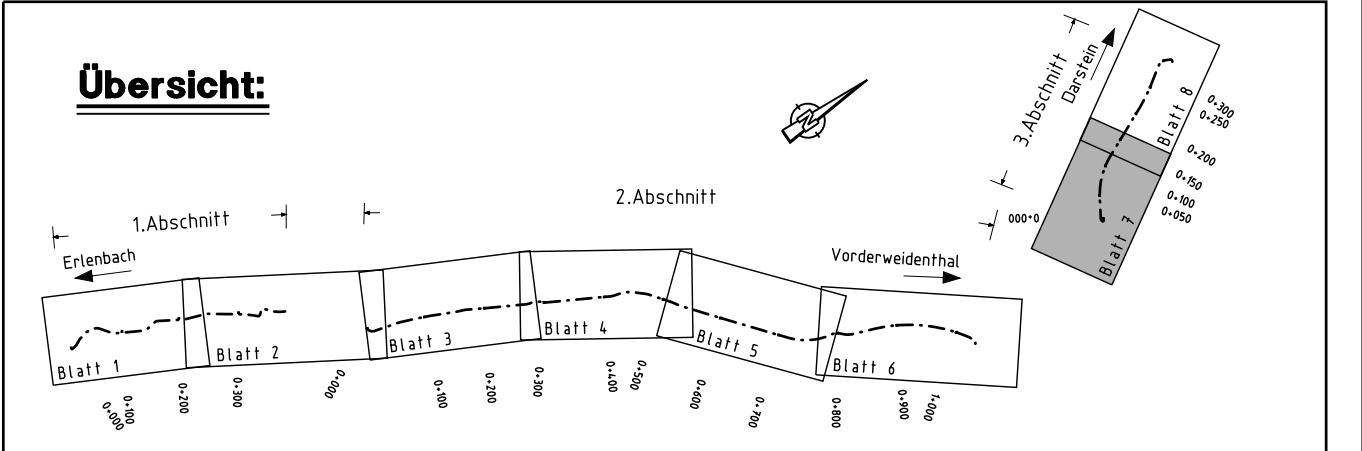 Übersicht:
N
1.Abschnitt
2.Abschnitt
3.Abschnitt
Darstein
Erlenbach
Vorderweidenthal
Blatt 1
Blatt 2
Blatt 3
Blatt 4
Blatt 5
Blatt 6
Blatt 7
Blatt 8
0+000
0+100
0+200
0+300
0+000
0+100
0+200
0+300
0+400
0+500
0+600
0+700
0+800
0+900
1+000
0+000
0+050
0+100
0+150
0+200
0+250
0+300